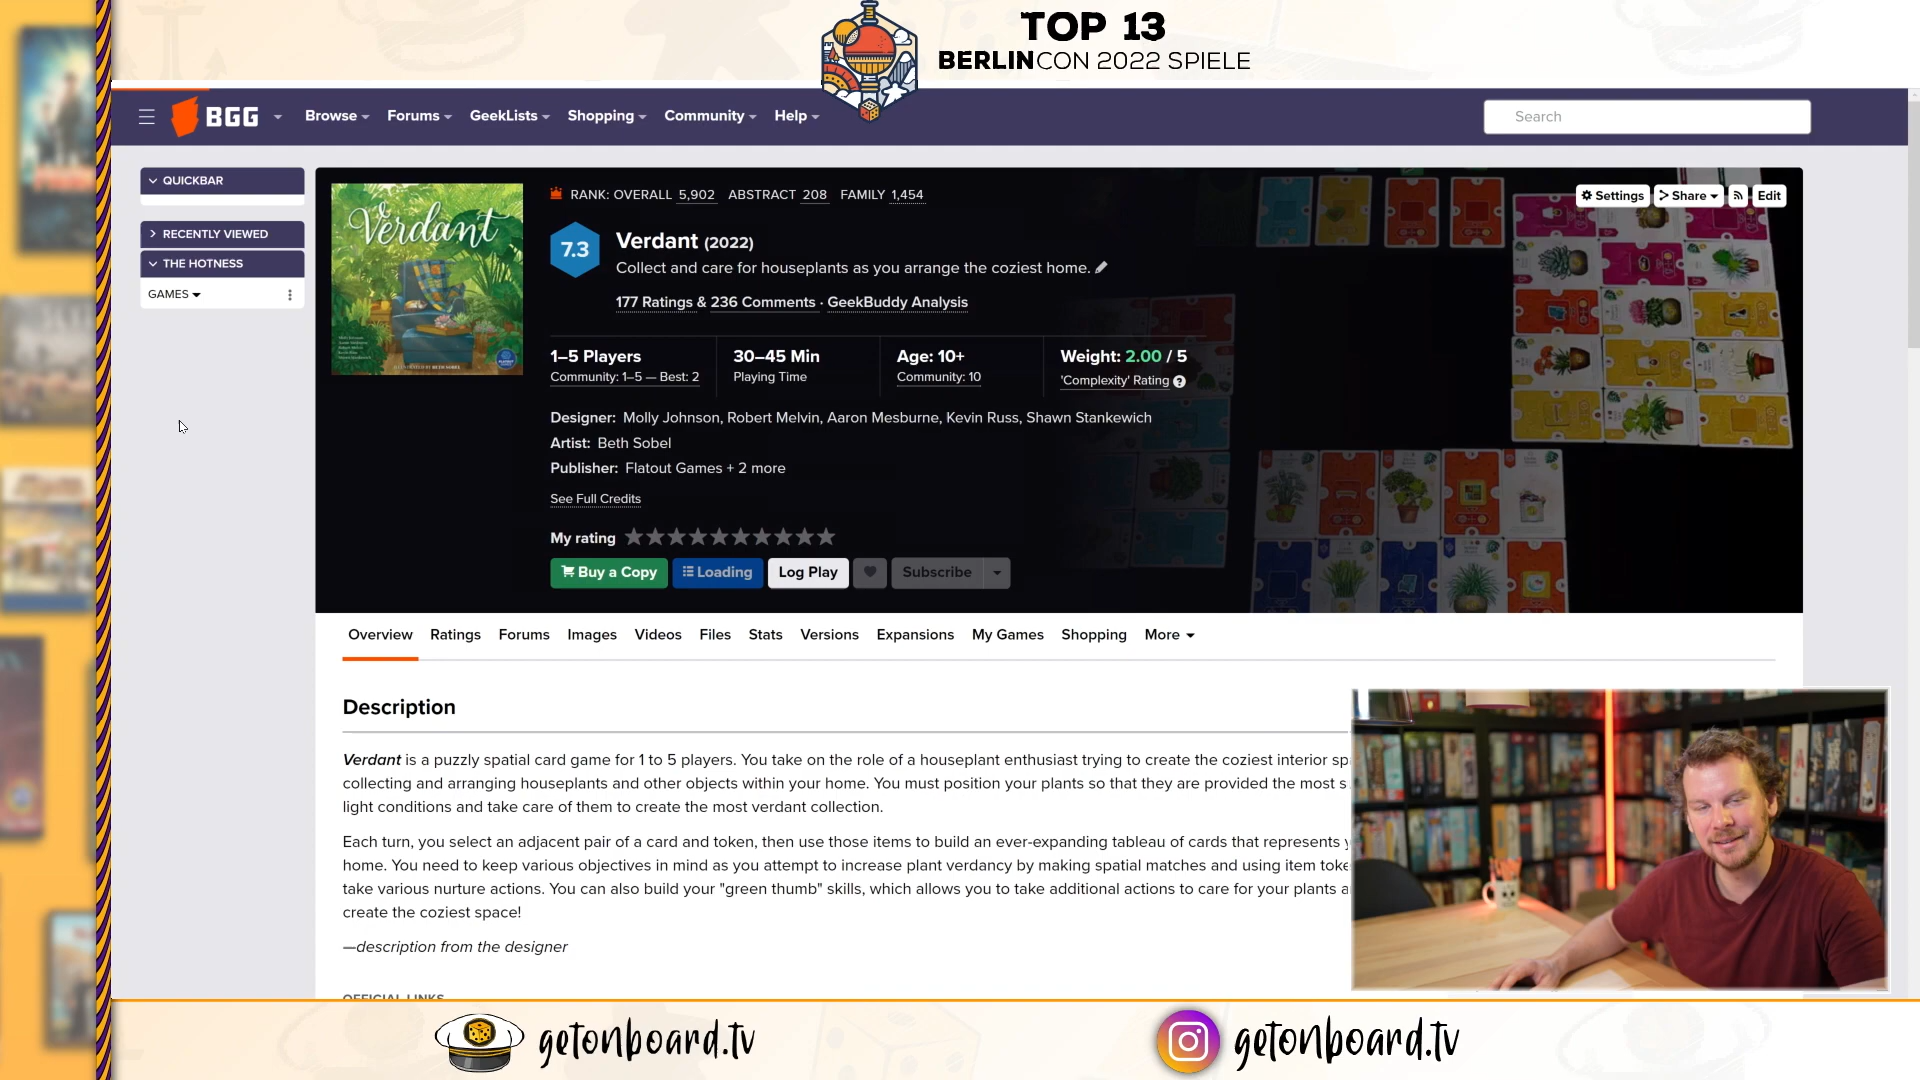 TOP 13
BERLINCON 2022 SPIELE
BGG Browse Forums GeekLists Shopping Community Help
Search
QUICKBAR
RECENTLY VIEWED
THE HOTNESS
GAMES
Verdant
RANK: OVERALL 5,902 ABSTRACT 208 FAMILY 1,454
Settings Share Edit
7.3
Verdant (2022)
Collect and care for houseplants as you arrange the coziest home.
177 Ratings & 236 Comments · GeekBuddy Analysis
1–5 Players 30–45 Min Age: 10+ Weight: 2.00 / 5
Community: 1–5 — Best: 2 Playing Time Community: 10 'Complexity' Rating ?
Designer: Molly Johnson, Robert Melvin, Aaron Mesburne, Kevin Russ, Shawn Stankewich
Artist: Beth Sobel
Publisher: Flatout Games + 2 more
See Full Credits
My rating
Buy a Copy Loading Log Play Subscribe
Overview Ratings Forums Images Videos Files Stats Versions Expansions My Games Shopping More
Description
Verdant is a puzzly spatial card game for 1 to 5 players. You take on the role of a houseplant enthusiast trying to create the coziest interior sp
collecting and arranging houseplants and other objects within your home. You must position your plants so that they are provided the most s
light conditions and take care of them to create the most verdant collection.
Each turn, you select an adjacent pair of a card and token, then use those items to build an ever-expanding tableau of cards that represents y
home. You need to keep various objectives in mind as you attempt to increase plant verdancy by making spatial matches and using item toke
take various nurture actions. You can also build your "green thumb" skills, which allows you to take additional actions to care for your plants a
create the coziest space!
—description from the designer
OFFICIAL LINKS
getonboard.tv
getonboard.tv